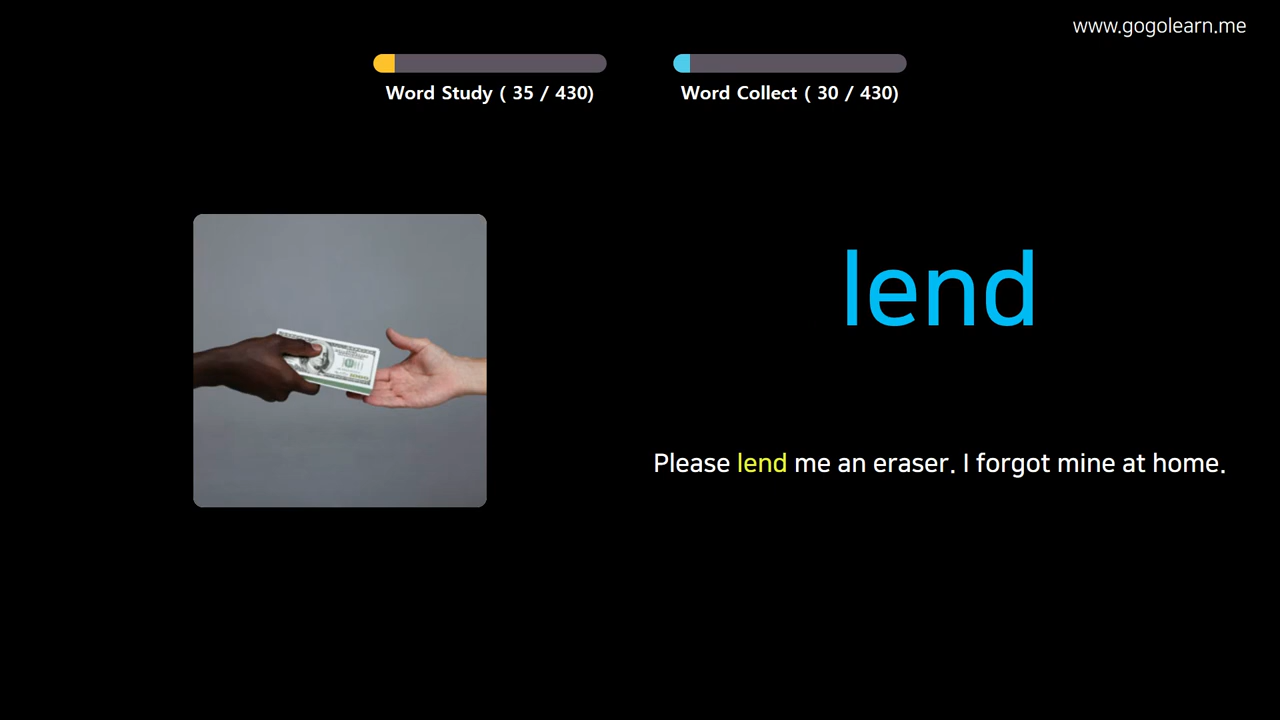 www.gogolearn.me
Word Study ( 35 / 430)
Word Collect ( 30 / 430)
lend
Please lend me an eraser. I forgot mine at home.